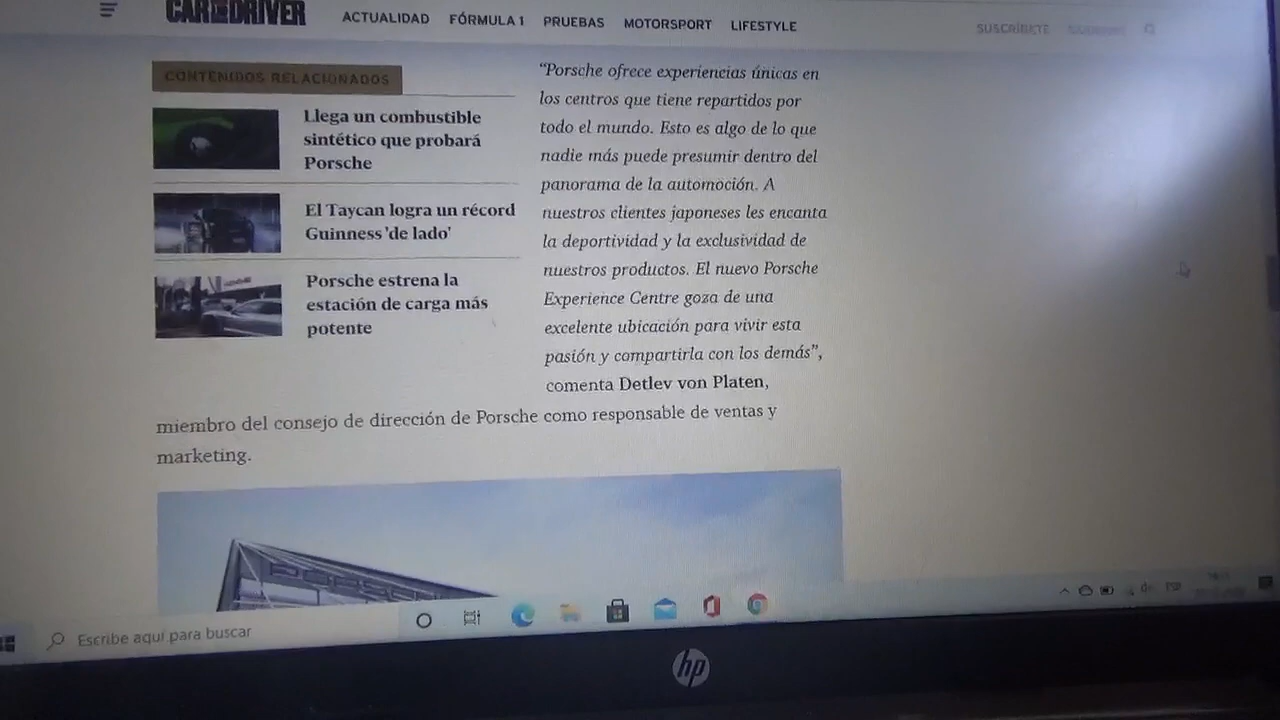 CAR AND DRIVER
ACTUALIDAD FÓRMULA 1 PRUEBAS MOTORSPORT LIFESTYLE
SUSCRÍBETE
CONTENIDOS RELACIONADOS
Llega un combustible
sintético que probará
Porsche
El Taycan logra un récord
Guinness 'de lado'
Porsche estrena la
estación de carga más
potente
“Porsche ofrece experiencias únicas en
los centros que tiene repartidos por
todo el mundo. Esto es algo de lo que
nadie más puede presumir dentro del
panorama de la automoción. A
nuestros clientes japoneses les encanta
la deportividad y la exclusividad de
nuestros productos. El nuevo Porsche
Experience Centre goza de una
excelente ubicación para vivir esta
pasión y compartirla con los demás”,
comenta Detlev von Platen,
miembro del consejo de dirección de Porsche como responsable de ventas y
marketing.
Escribe aquí para buscar
hp